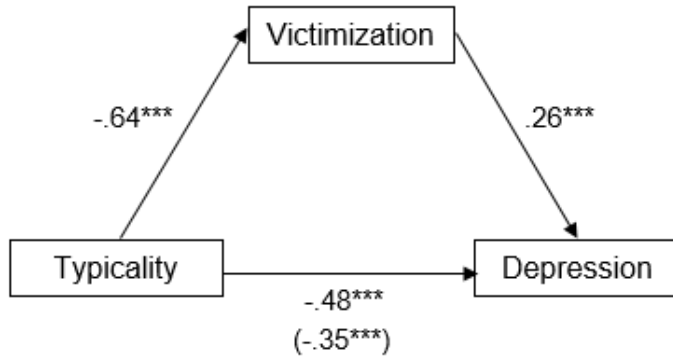 Victimization
-.64***
.26***
Typicality
Depression
-.48***
(-.35***)